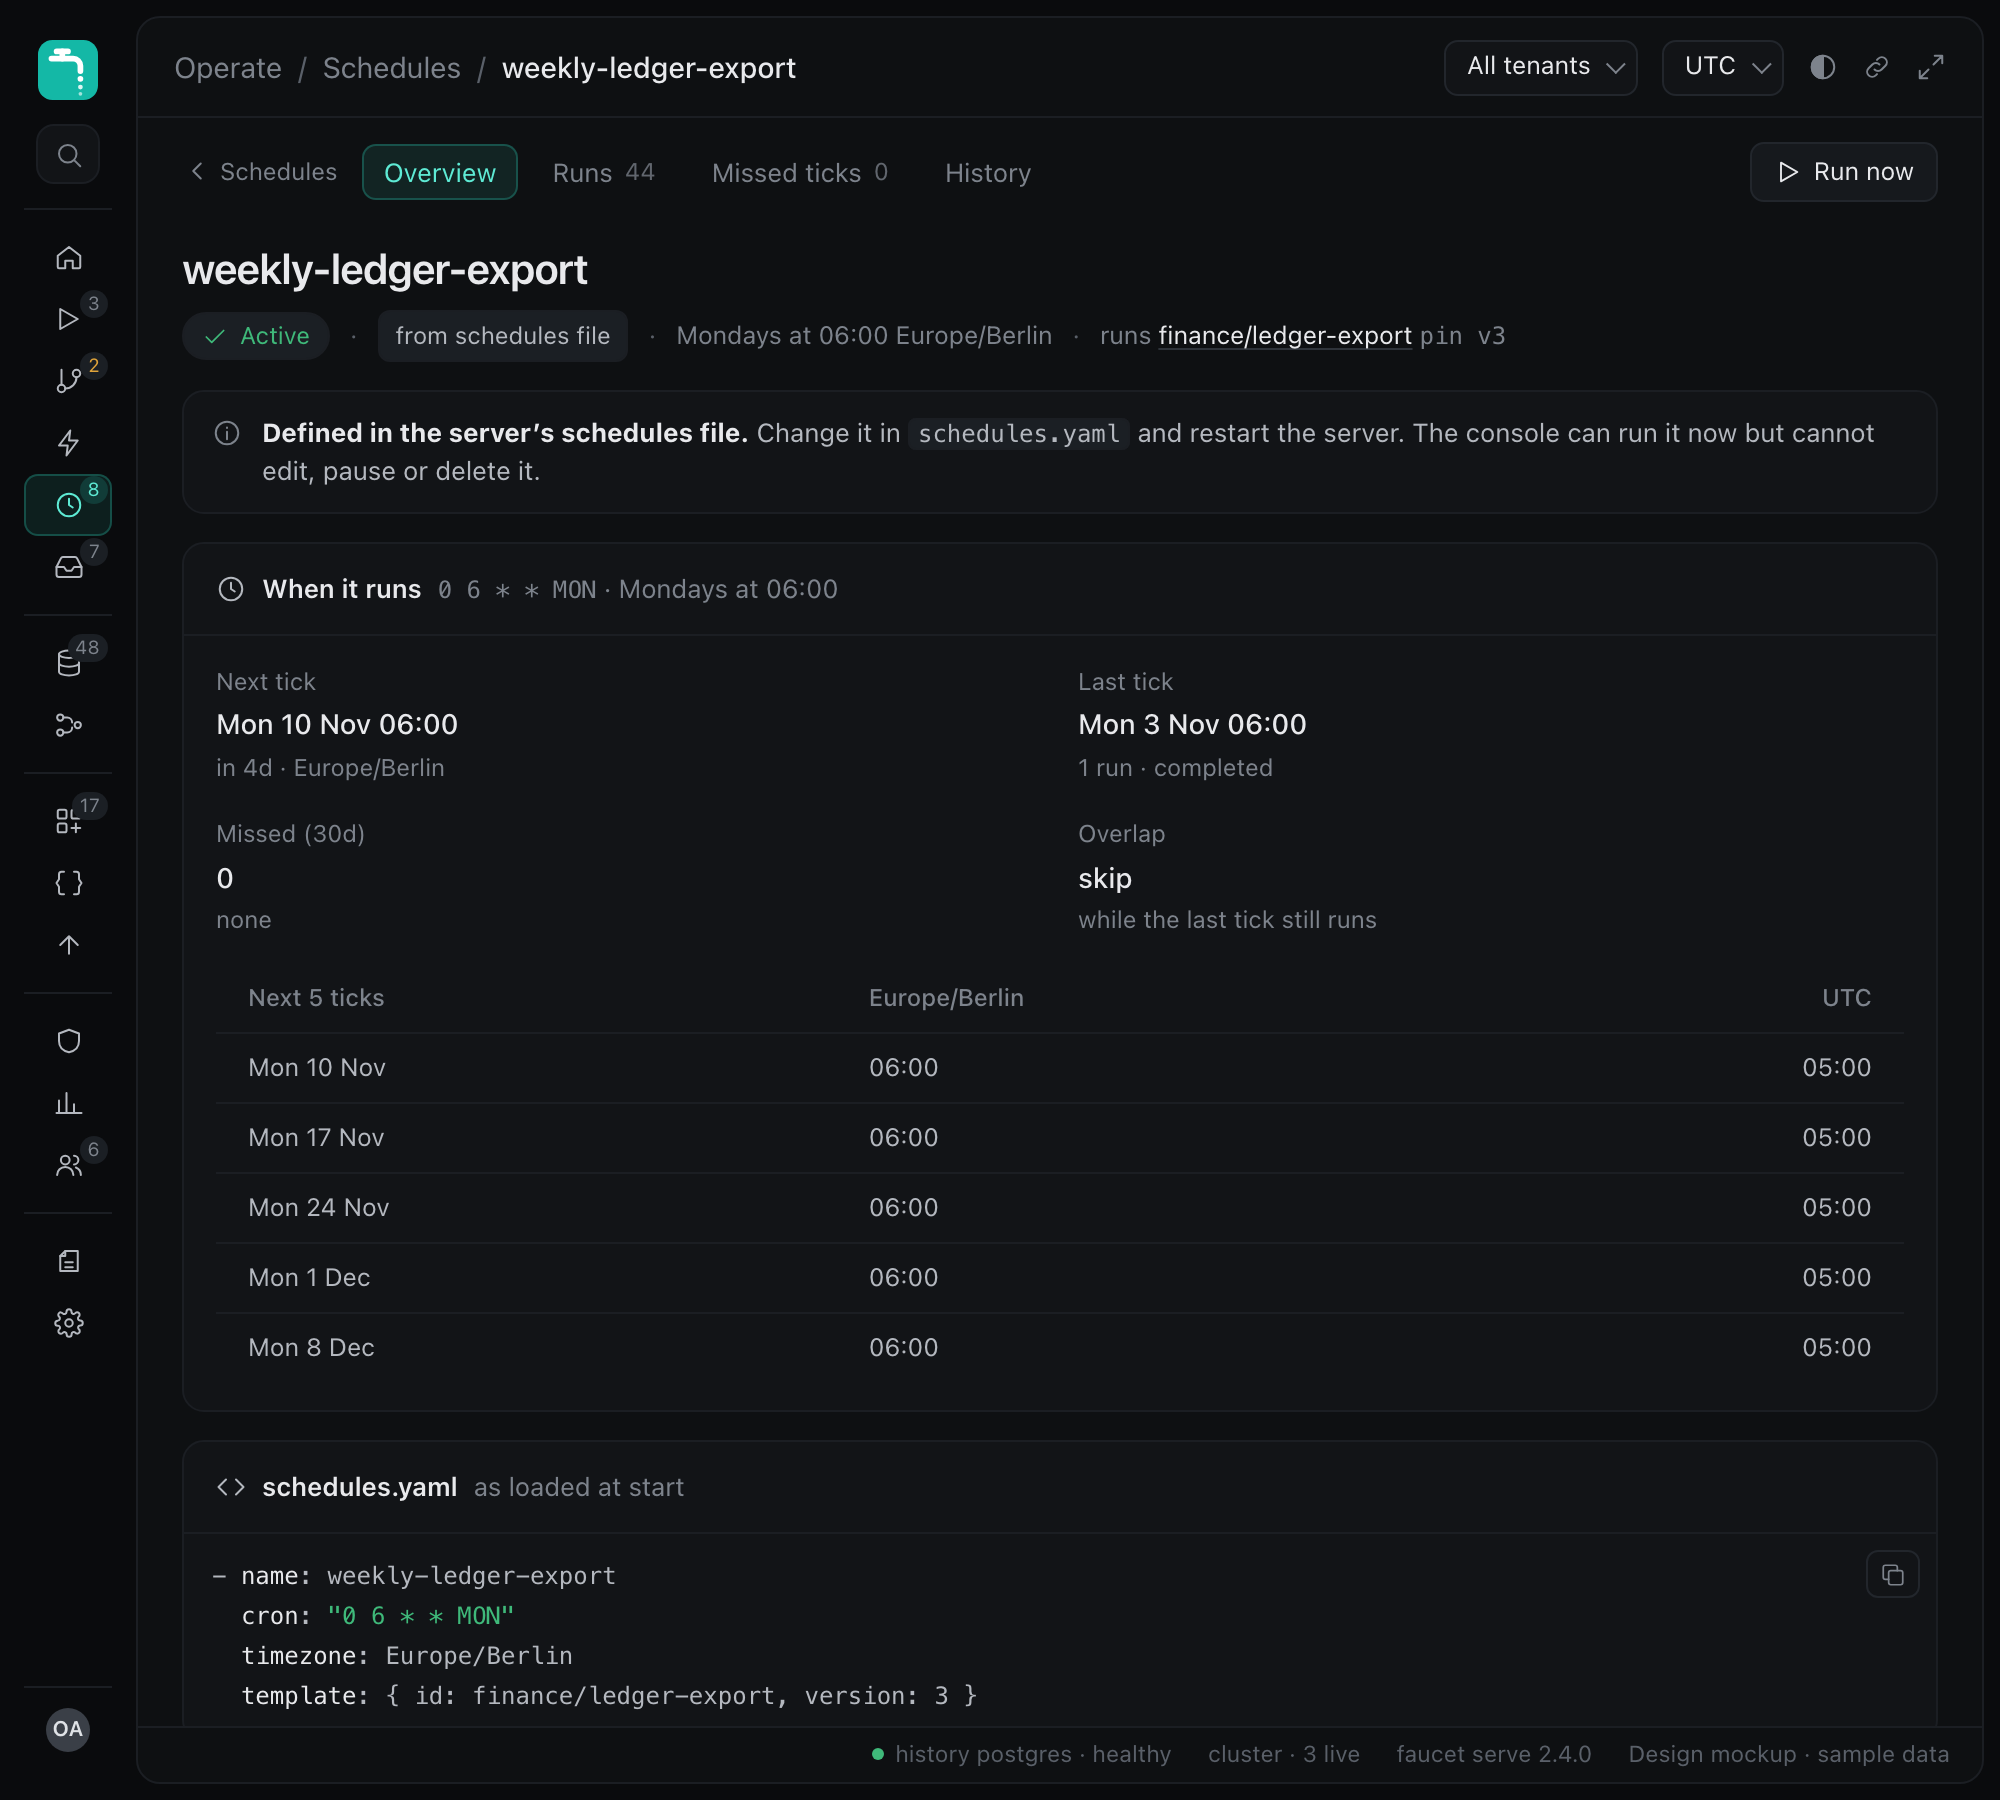 Operate / Schedules / weekly-ledger-export
All tenants
UTC
Schedules
Overview
Runs 44
Missed ticks 0
History
Run now
3
2
8
7
48
17
6
OA
weekly-ledger-export
Active · from schedules file · Mondays at 06:00 Europe/Berlin · runs finance/ledger-export pin v3
Defined in the server’s schedules file. Change it in schedules.yaml and restart the server. The console can run it now but cannot
edit, pause or delete it.
When it runs 0 6 * * MON · Mondays at 06:00
Next tick
Mon 10 Nov 06:00
in 4d · Europe/Berlin
Last tick
Mon 3 Nov 06:00
1 run · completed
Missed (30d)
0
none
Overlap
skip
while the last tick still runs
Next 5 ticks Europe/Berlin UTC
Mon 10 Nov 06:00 05:00
Mon 17 Nov 06:00 05:00
Mon 24 Nov 06:00 05:00
Mon 1 Dec 06:00 05:00
Mon 8 Dec 06:00 05:00
schedules.yaml as loaded at start
- name: weekly-ledger-export
cron: "0 6 * * MON"
timezone: Europe/Berlin
template: { id: finance/ledger-export, version: 3 }
history postgres · healthy
cluster · 3 live
faucet serve 2.4.0
Design mockup · sample data